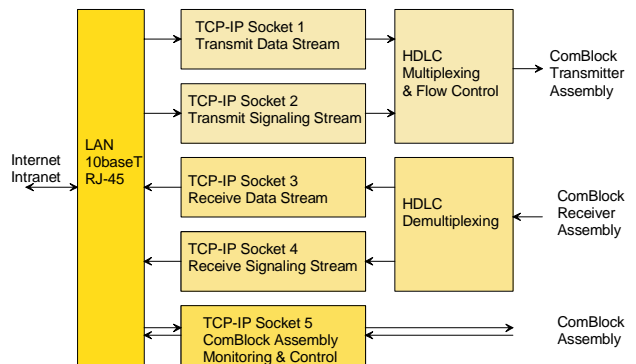 TCP-IP Socket 1
Transmit Data Stream
HDLC
Multiplexing
& Flow Control
ComBlock
Transmitter
Assembly
TCP-IP Socket 2
Transmit Signaling Stream
LAN
10baseT
RJ-45
Internet
Intranet
TCP-IP Socket 3
Receive Data Stream
HDLC
Demultiplexing
ComBlock
Receiver
Assembly
TCP-IP Socket 4
Receive Signaling Stream
TCP-IP Socket 5
ComBlock Assembly
Monitoring & Control
ComBlock
Assembly